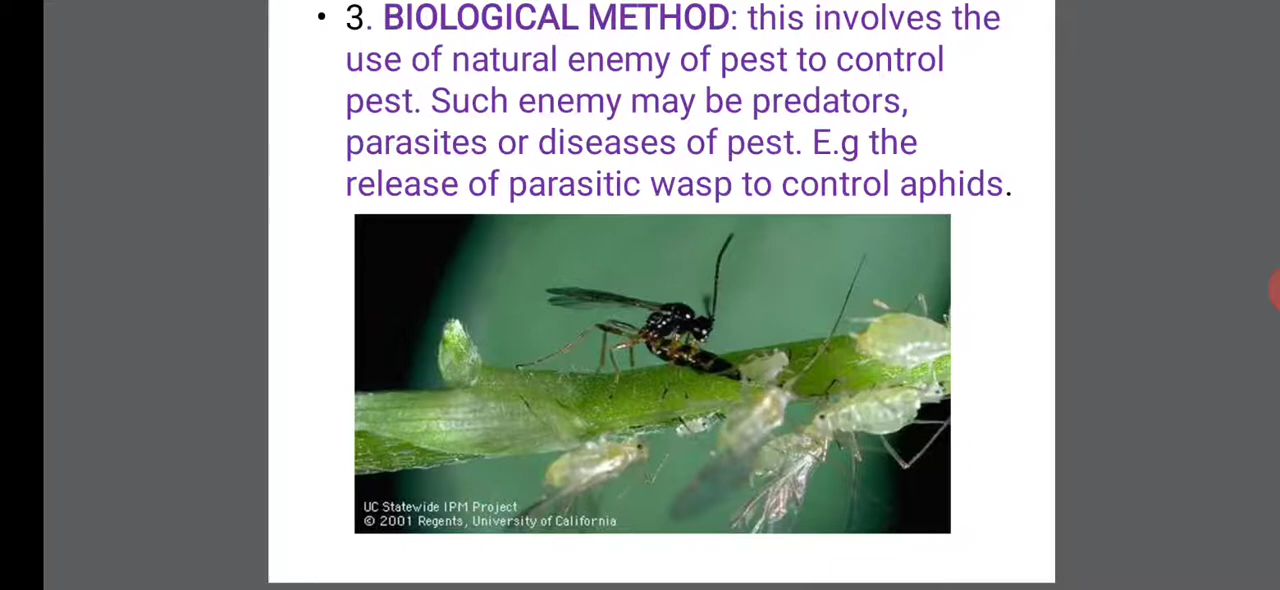 • 3. BIOLOGICAL METHOD: this involves the
use of natural enemy of pest to control
pest. Such enemy may be predators,
parasites or diseases of pest. E.g the
release of parasitic wasp to control aphids.
UC Statewide IPM Project
© 2001 Regents, University of California